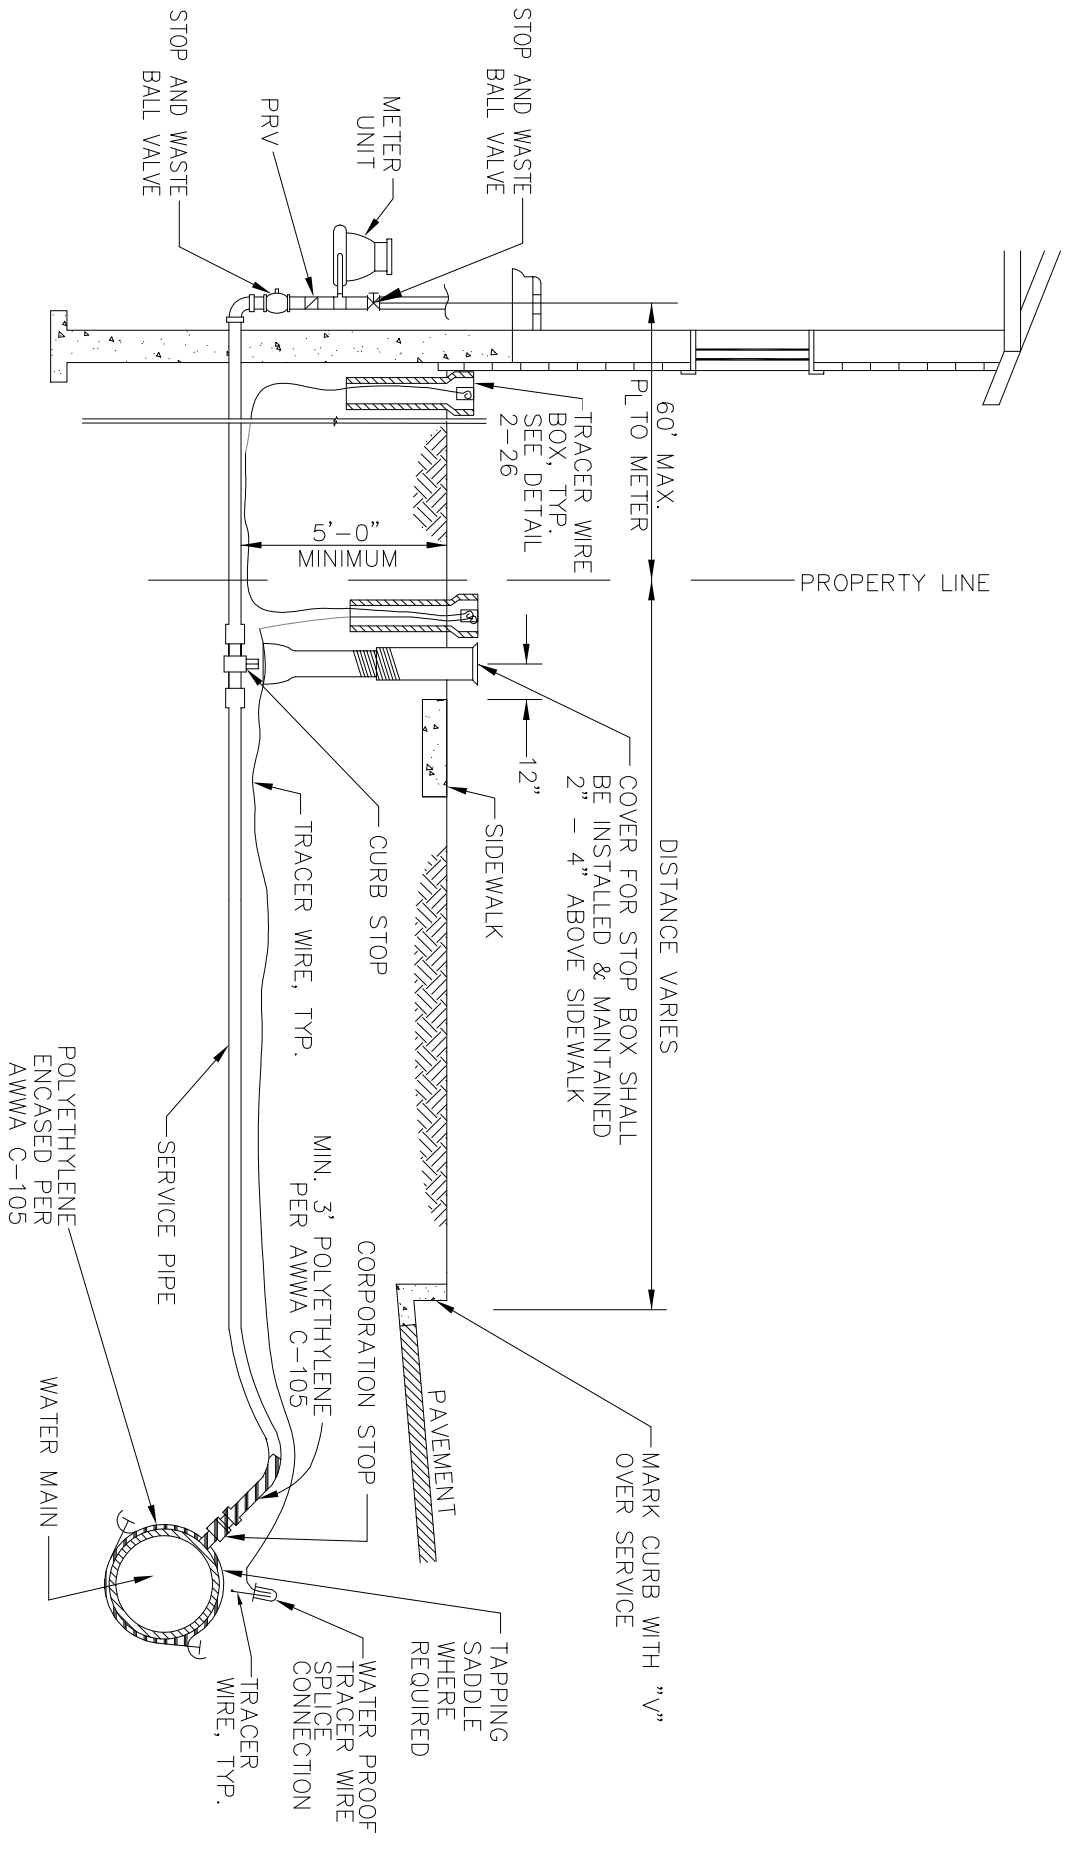 STOP AND WASTE
BALL VALVE
METER
UNIT
PRV
STOP AND WASTE
BALL VALVE
60' MAX.
PL TO METER
PROPERTY LINE
DISTANCE VARIES
TRACER WIRE
BOX, TYP.
SEE DETAIL
2-26
5'-0"
MINIMUM
12"
COVER FOR STOP BOX SHALL
BE INSTALLED & MAINTAINED
2" - 4" ABOVE SIDEWALK
SIDEWALK
CURB STOP
TRACER WIRE, TYP.
SERVICE PIPE
MARK CURB WITH "V"
OVER SERVICE
PAVEMENT
CORPORATION STOP
MIN. 3' POLYETHYLENE
PER AWWA C-105
POLYETHYLENE
ENCASED PER
AWWA C-105
WATER MAIN
TAPPING
SADDLE
WHERE
REQUIRED
WATER PROOF
TRACER WIRE
SPLICE
CONNECTION
TRACER
WIRE, TYP.